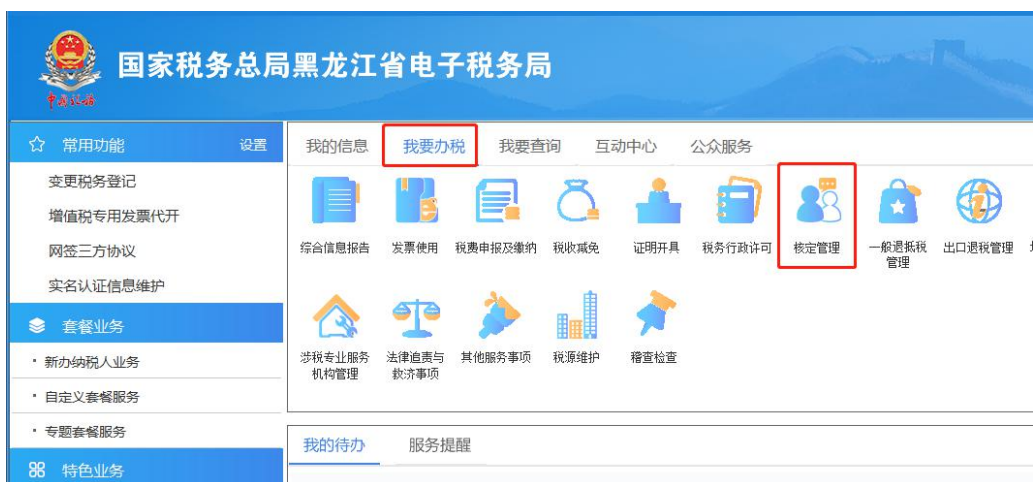 国家税务总局黑龙江省电子税务局
中国税务
常用功能 设置
变更税务登记
增值税专用发票代开
网签三方协议
实名认证信息维护
套餐业务
新办纳税人业务
自定义套餐服务
专题套餐服务
特色业务
我的信息 我要办税 我要查询 互动中心 公众服务
综合信息报告 发票使用 税费申报及缴纳 税收减免 证明开具 税务行政许可 核定管理 一般退抵税 出口退税管理
管理
涉税专业服务 法律追责与 其他服务事项 税源维护 稽查检查
机构管理 救济事项
我的待办 服务提醒